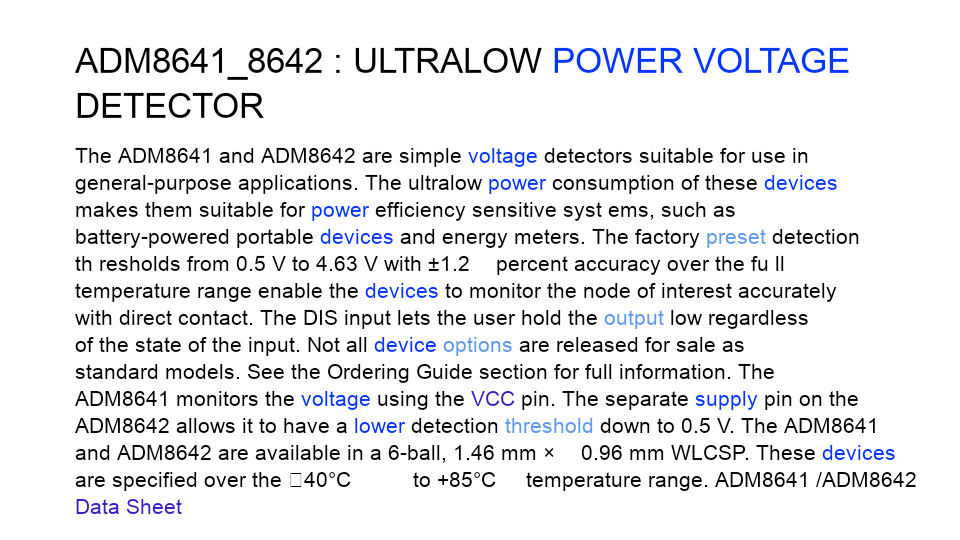 ADM8641_8642 : ULTRALOW POWER VOLTAGE
DETECTOR
The ADM8641 and ADM8642 are simple voltage detectors suitable for use in
general-purpose applications. The ultralow power consumption of these devices
makes them suitable for power efficiency sensitive syst ems, such as
battery-powered portable devices and energy meters. The factory preset detection
th resholds from 0.5 V to 4.63 V with ±1.2 percent accuracy over the fu ll
temperature range enable the devices to monitor the node of interest accurately
with direct contact. The DIS input lets the user hold the output low regardless
of the state of the input. Not all device options are released for sale as
standard models. See the Ordering Guide section for full information. The
ADM8641 monitors the voltage using the VCC pin. The separate supply pin on the
ADM8642 allows it to have a lower detection threshold down to 0.5 V. The ADM8641
and ADM8642 are available in a 6-ball, 1.46 mm × 0.96 mm WLCSP. These devices
are specified over the □40°C to +85°C temperature range. ADM8641 /ADM8642
Data Sheet